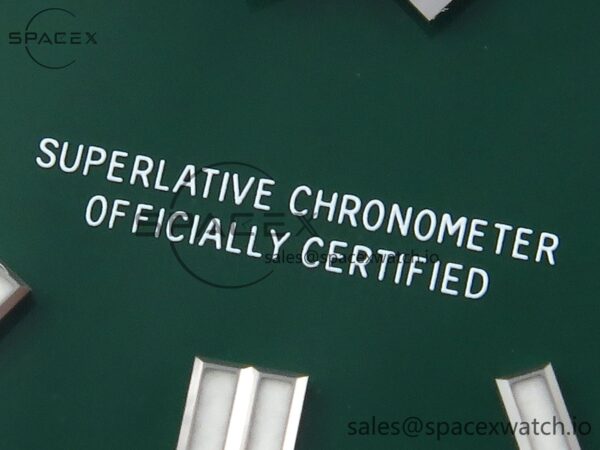 SPACEX
SUPERLATIVE CHRONOMETER
OFFICIALLY CERTIFIED
SPACEX
sales@spacexwatch.io
sales@spacexwatch.io